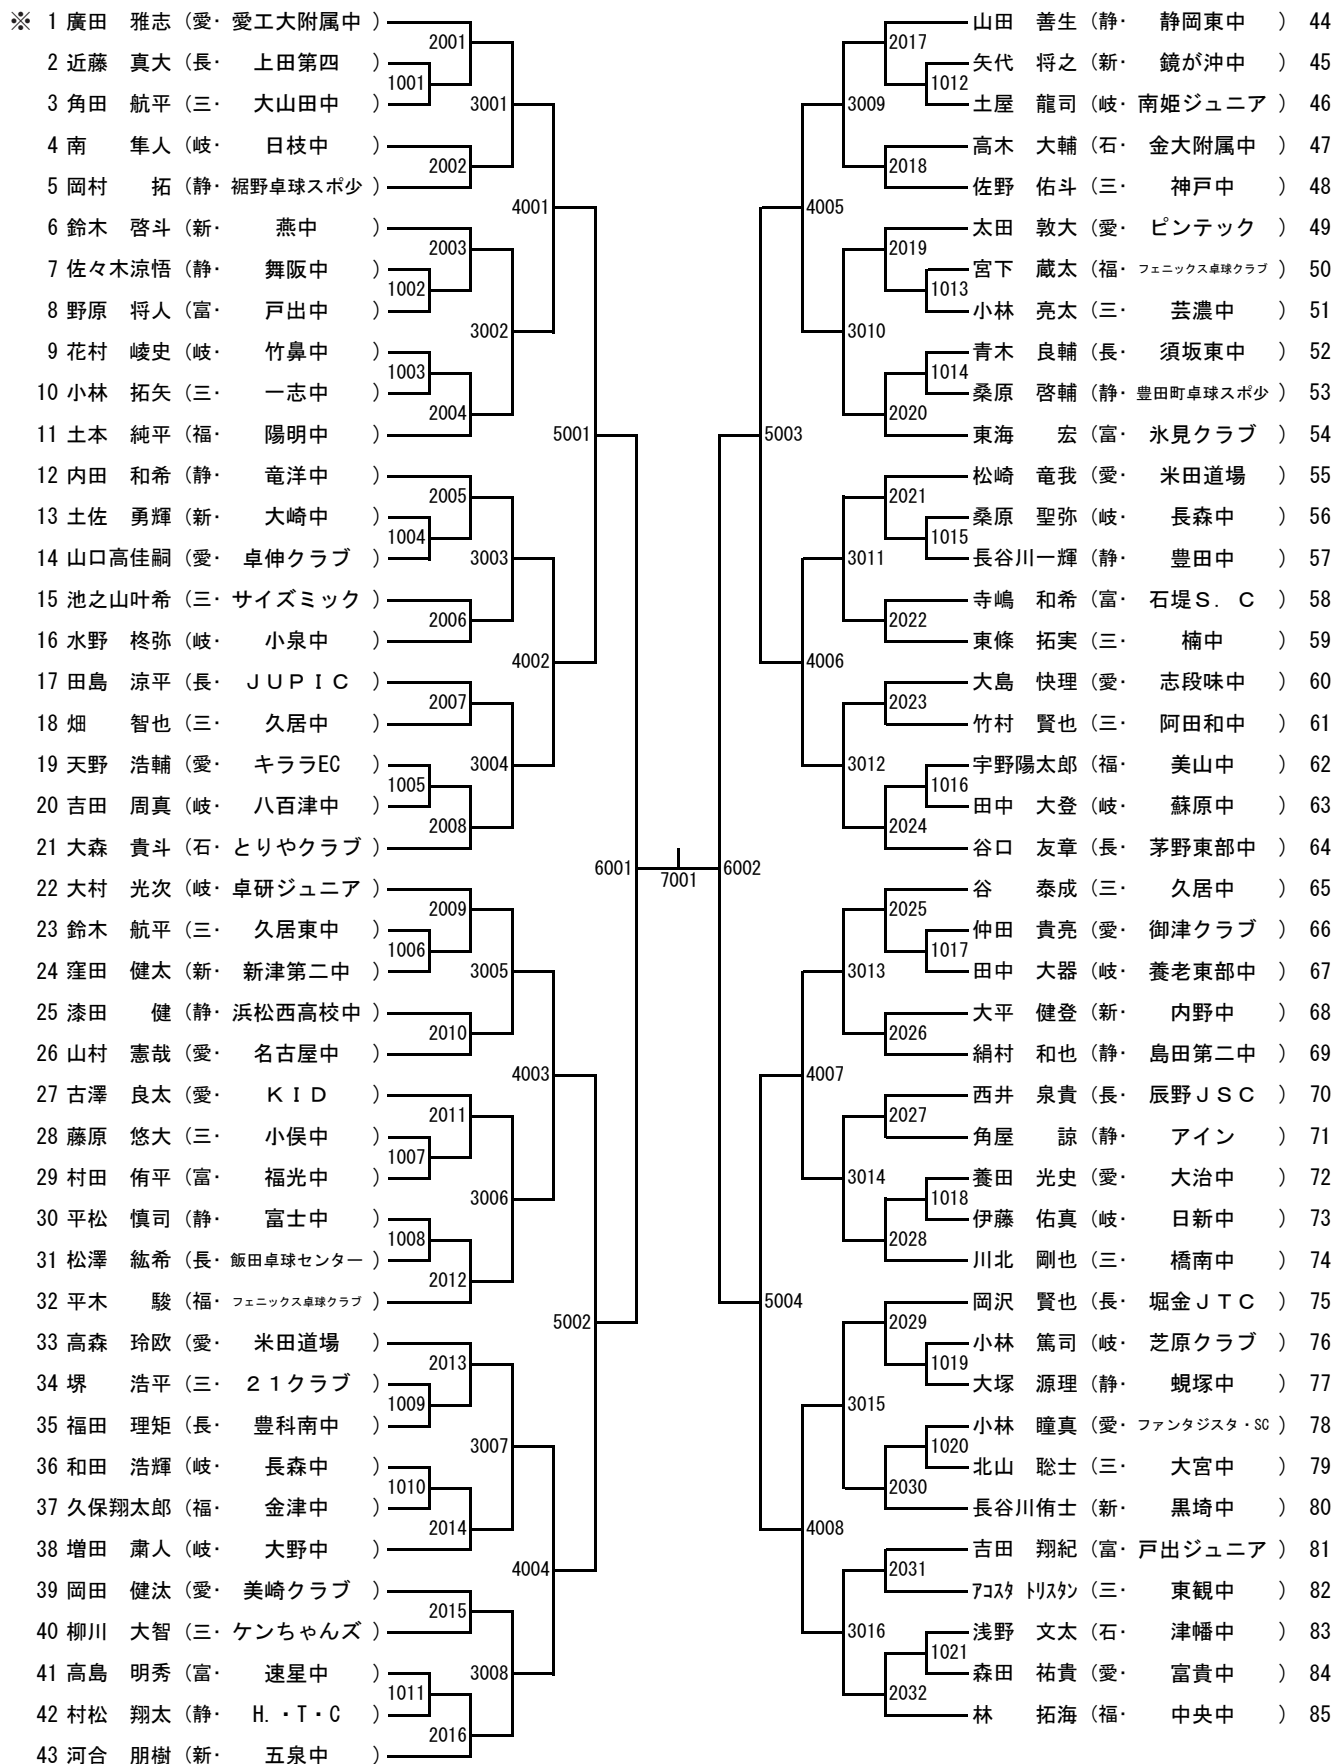 ※ 1 廣田 雅志 (愛・ 愛工大附属中 )
2 近藤 真大 (長・ 上田第四 )
3 角田 航平 (三・ 大山田中 )
4 南 隼人 (岐・ 日枝中 )
5 岡村 拓 (静・ 裾野卓球スポ少 )
6 鈴木 啓斗 (新・ 燕中 )
7 佐々木涼悟 (静・ 舞阪中 )
8 野原 将人 (富・ 戸出中 )
9 花村 崚史 (岐・ 竹鼻中 )
10 小林 拓矢 (三・ 一志中 )
11 土本 純平 (福・ 陽明中 )
12 内田 和希 (静・ 竜洋中 )
13 土佐 勇輝 (新・ 大崎中 )
14 山口高佳嗣 (愛・ 卓伸クラブ )
15 池之山叶希 (三・ サイズミック )
16 水野 柊弥 (岐・ 小泉中 )
17 田島 涼平 (長・ JUPIC )
18 畑 智也 (三・ 久居中 )
19 天野 浩輔 (愛・ キララEC )
20 吉田 周真 (岐・ 八百津中 )
21 大森 貴斗 (石・ とりやクラブ )
22 大村 光次 (岐・ 卓研ジュニア )
23 鈴木 航平 (三・ 久居東中 )
24 窪田 健太 (新・ 新津第二中 )
25 漆田 健 (静・ 浜松西高校中 )
26 山村 憲哉 (愛・ 名古屋中 )
27 古澤 良太 (愛・ KID )
28 藤原 悠大 (三・ 小俣中 )
29 村田 侑平 (富・ 福光中 )
30 平松 慎司 (静・ 富士中 )
31 松澤 紘希 (長・ 飯田卓球センター )
32 平木 駿 (福・ フェニックス卓球クラブ )
33 高森 玲欧 (愛・ 米田道場 )
34 堺 浩平 (三・ 21クラブ )
35 福田 理矩 (長・ 豊科南中 )
36 和田 浩輝 (岐・ 長森中 )
37 久保翔太郎 (福・ 金津中 )
38 増田 粛人 (岐・ 大野中 )
39 岡田 健汰 (愛・ 美崎クラブ )
40 柳川 大智 (三・ ケンちゃんズ )
41 高島 明秀 (富・ 速星中 )
42 村松 翔太 (静・ H.・T・C )
43 河合 朋樹 (新・ 五泉中 )
1001
1002
1003
1004
1005
1006
1007
1008
1009
1010
1011
2001
2002
2003
2004
2005
2006
2007
2008
2009
2010
2011
2012
2013
2014
2015
2016
3001
3002
3003
3004
3005
3006
3007
3008
4001
4002
4003
4004
5001
5002
6001
7001
6002
5003
5004
4005
4006
4007
4008
3009
3010
3011
3012
3013
3014
3015
3016
2017
2018
2019
2020
2021
2022
2023
2024
2025
2026
2027
2028
2029
2030
2031
2032
1012
1013
1014
1015
1016
1017
1018
1019
1020
1021
山田 善生 (静・ 静岡東中 ) 44
矢代 将之 (新・ 鏡が沖中 ) 45
土屋 龍司 (岐・ 南姫ジュニア ) 46
高木 大輔 (石・ 金大附属中 ) 47
佐野 佑斗 (三・ 神戸中 ) 48
太田 敦大 (愛・ ピンテック ) 49
宮下 蔵太 (福・ フェニックス卓球クラブ ) 50
小林 亮太 (三・ 芸濃中 ) 51
青木 良輔 (長・ 須坂東中 ) 52
桑原 啓輔 (静・ 豊田町卓球スポ少 ) 53
東海 宏 (富・ 氷見クラブ ) 54
松崎 竜我 (愛・ 米田道場 ) 55
桑原 聖弥 (岐・ 長森中 ) 56
長谷川一輝 (静・ 豊田中 ) 57
寺嶋 和希 (富・ 石堤S. C ) 58
東條 拓実 (三・ 楠中 ) 59
大島 快理 (愛・ 志段味中 ) 60
竹村 賢也 (三・ 阿田和中 ) 61
宇野陽太郎 (福・ 美山中 ) 62
田中 大登 (岐・ 蘇原中 ) 63
谷口 友章 (長・ 茅野東部中 ) 64
谷 泰成 (三・ 久居中 ) 65
仲田 貴亮 (愛・ 御津クラブ ) 66
田中 大器 (岐・ 養老東部中 ) 67
大平 健登 (新・ 内野中 ) 68
絹村 和也 (静・ 島田第二中 ) 69
西井 泉貴 (長・ 辰野JSC ) 70
角屋 諒 (静・ アイン ) 71
養田 光史 (愛・ 大治中 ) 72
伊藤 佑真 (岐・ 日新中 ) 73
川北 剛也 (三・ 橋南中 ) 74
岡沢 賢也 (長・ 堀金JTC ) 75
小林 篤司 (岐・ 芝原クラブ ) 76
大塚 源理 (静・ 蜆塚中 ) 77
小林 瞳真 (愛・ ファンタジスタ・SC ) 78
北山 聡士 (三・ 大宮中 ) 79
長谷川侑士 (新・ 黒埼中 ) 80
吉田 翔紀 (富・ 戸出ジュニア ) 81
アコスタ トリスタン (三・ 東観中 ) 82
浅野 文太 (石・ 津幡中 ) 83
森田 祐貴 (愛・ 富貴中 ) 84
林 拓海 (福・ 中央中 ) 85